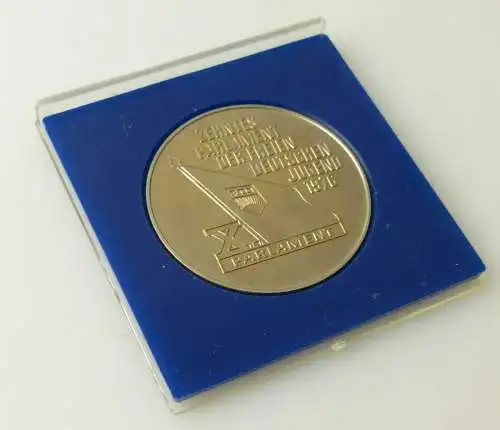 ZEHNTES
PARLAMENT
DER FREIEN
DEUTSCHEN
JUGEND
1976
X.
PARLAMENT